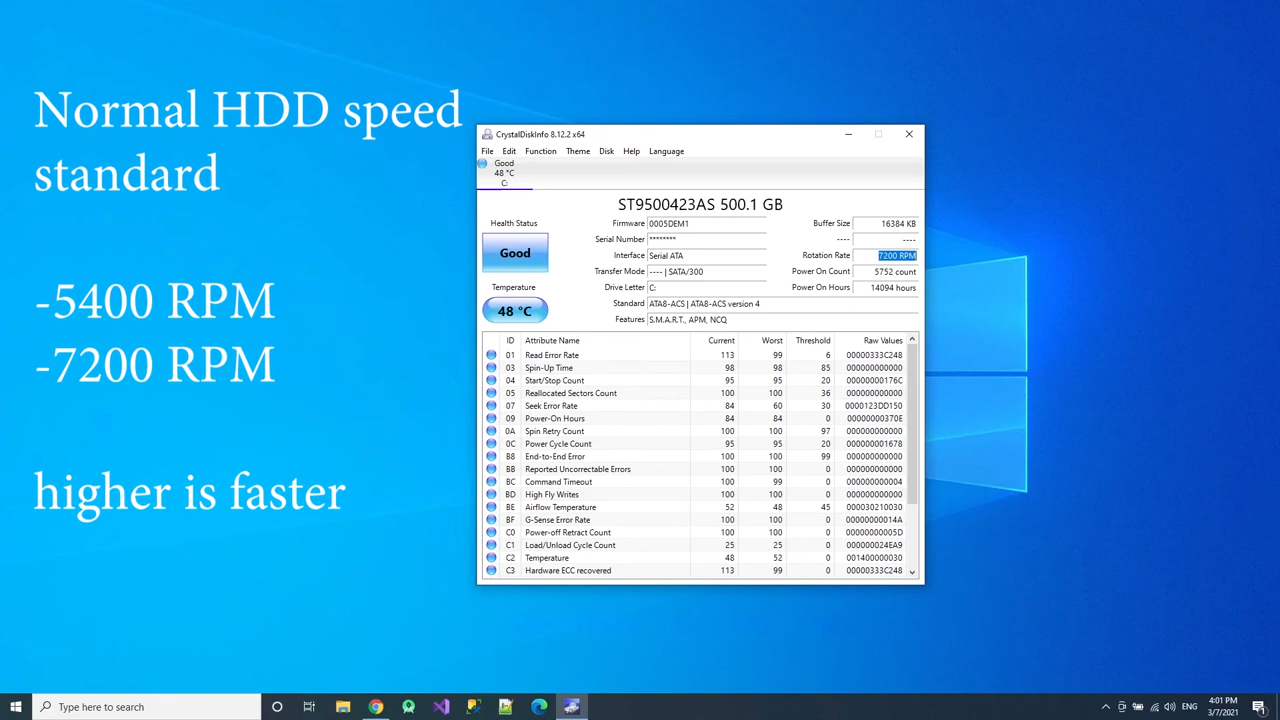 Normal HDD speed
standard
-5400 RPM
-7200 RPM
higher is faster
CrystalDiskInfo 8.12.2 x64
File Edit Function Theme Disk Help Language
Good
48 °C
C:
ST9500423AS 500.1 GB
Health Status
Good
Temperature
48 °C
Firmware 0005DEM1
Serial Number ********
Interface Serial ATA
Transfer Mode ---- | SATA/300
Drive Letter C:
Standard ATA8-ACS | ATA8-ACS version 4
Features S.M.A.R.T., APM, NCQ
Buffer Size 16384 KB
---- ----
Rotation Rate 7200 RPM
Power On Count 5752 count
Power On Hours 14094 hours
ID Attribute Name Current Worst Threshold Raw Values
01 Read Error Rate 113 99 6 00000333C248
03 Spin-Up Time 98 98 85 000000000000
04 Start/Stop Count 95 95 20 00000000176C
05 Reallocated Sectors Count 100 100 36 000000000000
07 Seek Error Rate 84 60 30 0000123DD150
09 Power-On Hours 84 84 0 00000000370E
0A Spin Retry Count 100 100 97 000000000000
0C Power Cycle Count 95 95 20 000000001678
B8 End-to-End Error 100 100 99 000000000000
BB Reported Uncorrectable Errors 100 100 0 000000000000
BC Command Timeout 100 99 0 000000000004
BD High Fly Writes 100 100 0 000000000000
BE Airflow Temperature 52 48 45 000030210030
BF G-Sense Error Rate 100 100 0 00000000014A
C0 Power-off Retract Count 100 100 0 00000000005D
C1 Load/Unload Cycle Count 25 25 0 000000024EA9
C2 Temperature 48 52 0 001400000030
C3 Hardware ECC recovered 113 99 0 00000333C248
Type here to search
ENG
4:01 PM
3/7/2021
1